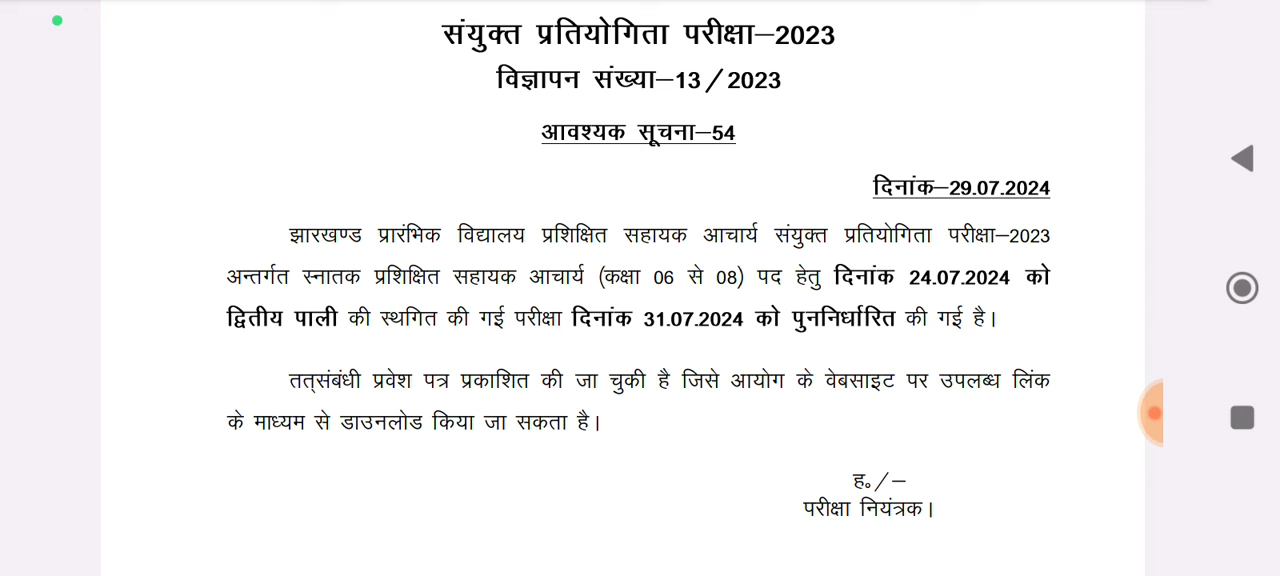 संयुक्त प्रतियोगिता परीक्षा–2023
विज्ञापन संख्या–13/2023
आवश्यक सूचना–54
दिनांक–29.07.2024
झारखण्ड प्रारंभिक विद्यालय प्रशिक्षित सहायक आचार्य संयुक्त प्रतियोगिता परीक्षा–2023
अन्तर्गत स्नातक प्रशिक्षित सहायक आचार्य (कक्षा 06 से 08) पद हेतु दिनांक 24.07.2024 को
द्वितीय पाली की स्थगित की गई परीक्षा दिनांक 31.07.2024 को पुननिर्धारित की गई है।
तत्संबंधी प्रवेश पत्र प्रकाशित की जा चुकी है जिसे आयोग के वेबसाइट पर उपलब्ध लिंक
के माध्यम से डाउनलोड किया जा सकता है।
ह०/–
परीक्षा नियंत्रक।